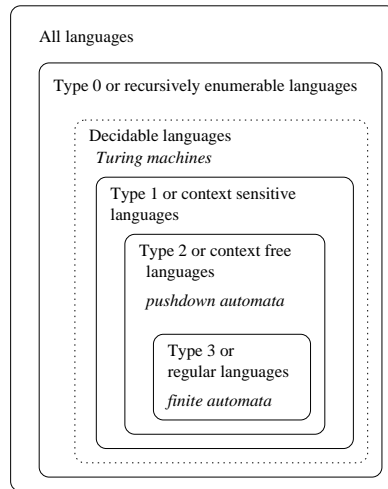 All languages
Type 0 or recursively enumerable languages
Decidable languages
Turing machines
Type 1 or context sensitive
languages
Type 2 or context free
languages
pushdown automata
Type 3 or
regular languages
finite automata